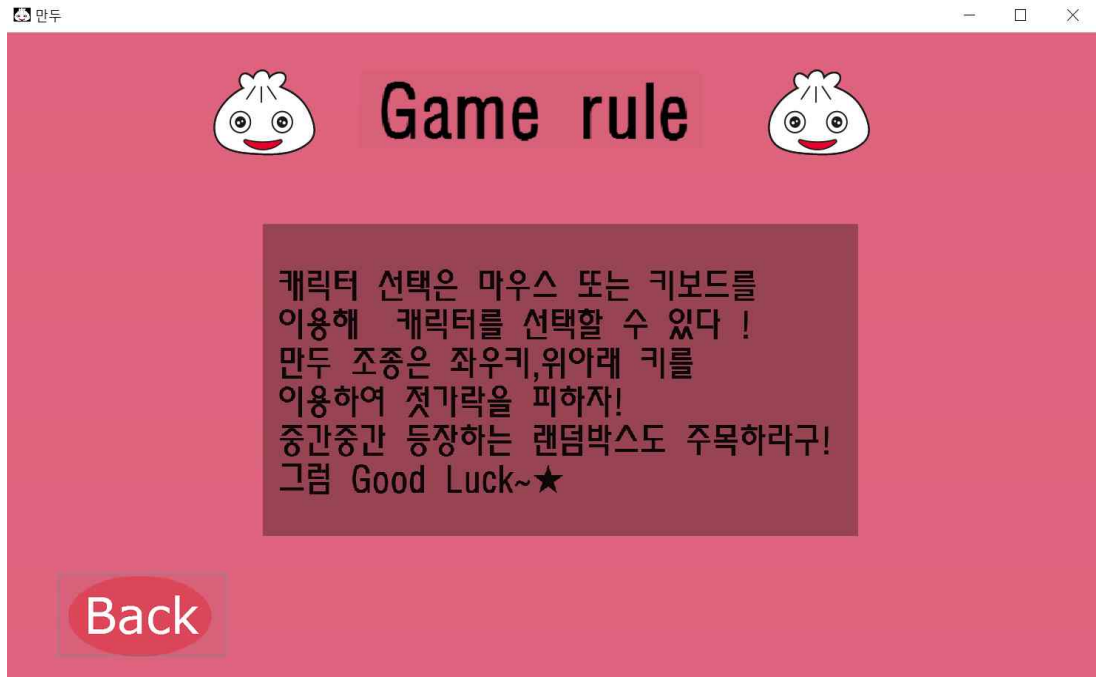 만두
Game rule
캐릭터 선택은 마우스 또는 키보드를
이용해  캐릭터를 선택할 수 있다 !
만두 조종은 좌우키,위아래 키를
이용하여 젓가락을 피하자!
중간중간 등장하는 랜덤박스도 주목하라구!
그럼 Good Luck~★
Back